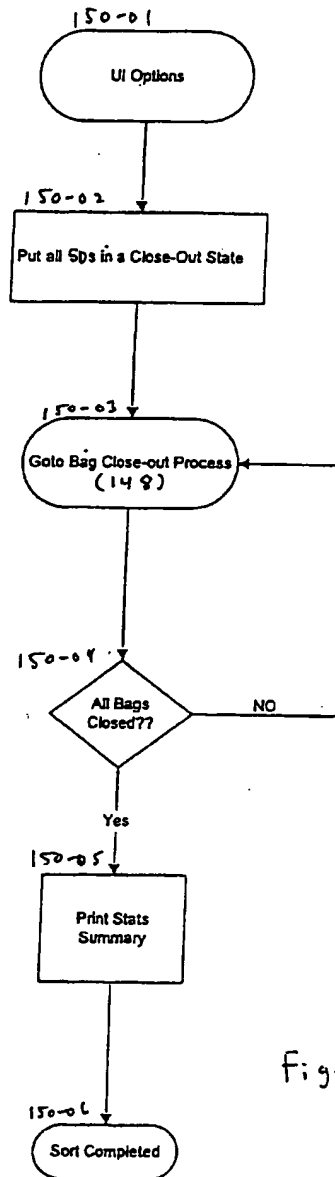 150-01
UI Options
150-02
Put all SDs in a Close-Out State
150-03
Goto Bag Close-out Process
(148)
150-04
All Bags
Closed??
NO
Yes
150-05
Print Stats
Summary
150-06
Sort Completed
Fig.